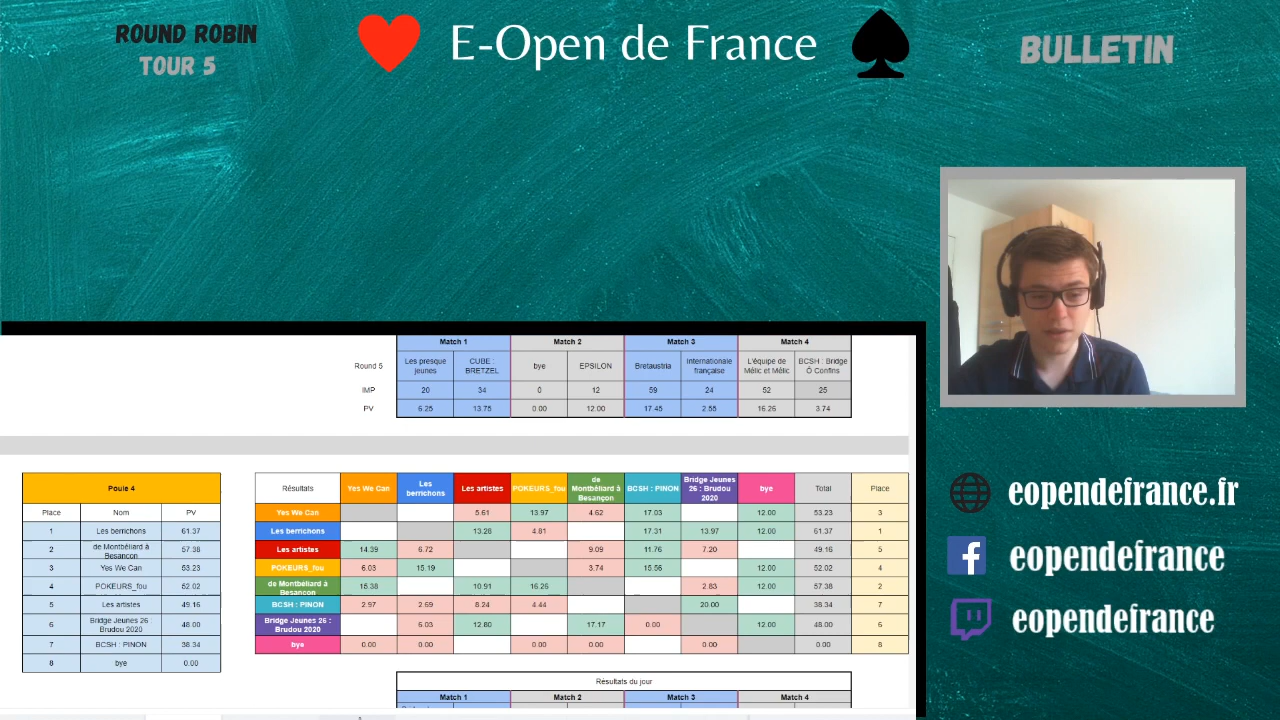 ROUND ROBIN
TOUR 5
E-Open de France
BULLETIN
Match 1 Match 2 Match 3 Match 4
Round 5 Les presque jeunes CUBE : BRETZEL bye EPSILON Bretaustria Internationale française L'équipe de Mélic et Mélic BCSH : Bridge Ô Confins
IMP 20 34 0 12 59 24 52 25
PV 6.25 13.75 0.00 12.00 17.45 2.55 16.26 3.74
Poule 4
Place Nom PV
1 Les berrichons 61.37
2 de Montbéliard à Besancon 57.38
3 Yes We Can 53.23
4 POKEURS_fou 52.02
5 Les artistes 49.16
6 Bridge Jeunes 26 : Brudou 2020 48.00
7 BCSH : PINON 38.34
8 bye 0.00
Résultats Yes We Can Les berrichons Les artistes POKEURS_fou de Montbéliard à Besançon BCSH : PINON Bridge Jeunes 26 : Brudou 2020 bye Total Place
Yes We Can 5.61 13.97 4.62 17.03 12.00 53.23 3
Les berrichons 13.28 4.81 17.31 13.97 12.00 61.37 1
Les artistes 14.39 6.72 9.09 11.76 7.20 49.16 5
POKEURS_fou 6.03 15.19 3.74 15.56 12.00 52.02 4
de Montbéliard à Besancon 15.38 10.91 16.26 2.83 12.00 57.38 2
BCSH : PINON 2.97 2.69 8.24 4.44 20.00 38.34 7
Bridge Jeunes 26 : Brudou 2020 6.03 12.80 17.17 0.00 12.00 48.00 6
bye 0.00 0.00 0.00 0.00 0.00 0.00 8
Résultats du jour
Match 1 Match 2 Match 3 Match 4
eopendefrance.fr
eopendefrance
eopendefrance